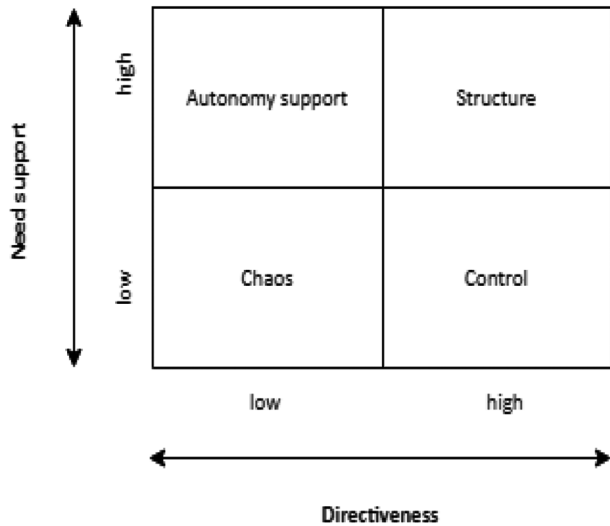 Need support
high
low
Autonomy support
Structure
Chaos
Control
low
high
Directiveness